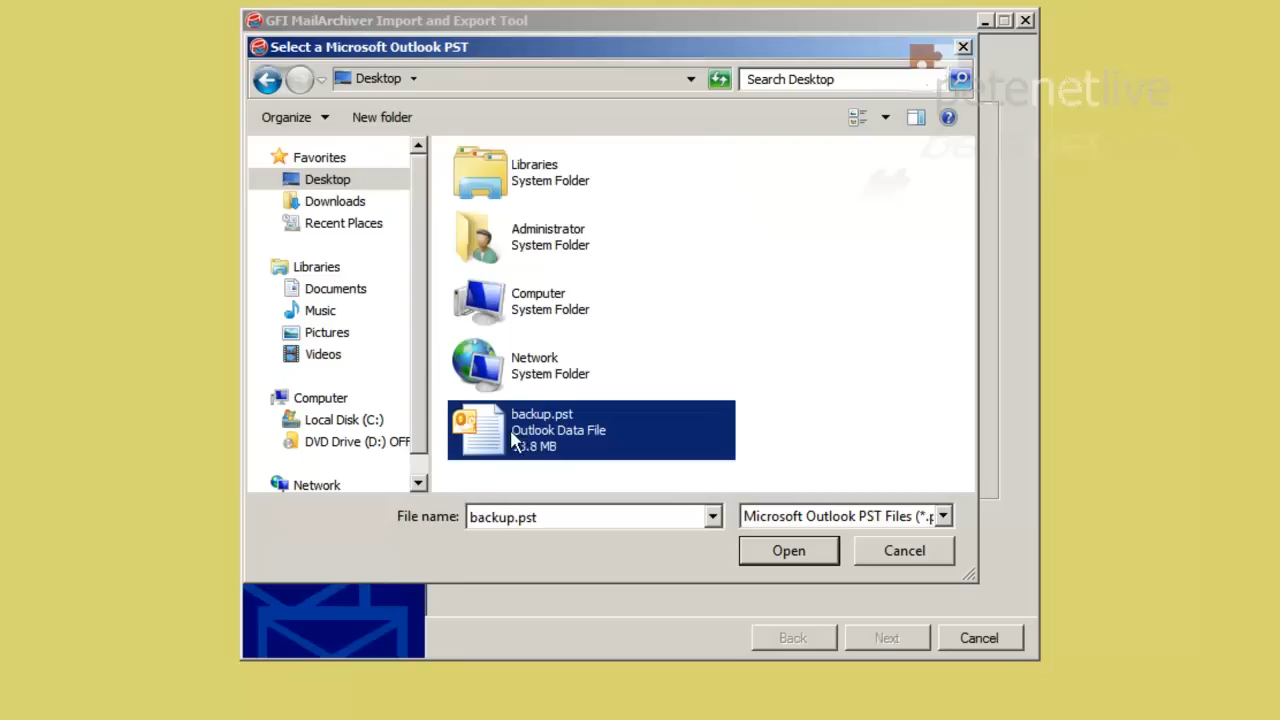 GFI MailArchiver Import and Export Tool
Select a Microsoft Outlook PST
Desktop
Search Desktop
petenetlive
Organize
New folder
Favorites
Desktop
Downloads
Recent Places
Libraries
Documents
Music
Pictures
Videos
Computer
Local Disk (C:)
DVD Drive (D:) OFF
Network
Libraries
System Folder
Administrator
System Folder
Computer
System Folder
Network
System Folder
backup.pst
Outlook Data File
3.8 MB
File name:
backup.pst
Microsoft Outlook PST Files (*.p
Open
Cancel
Back
Next
Cancel